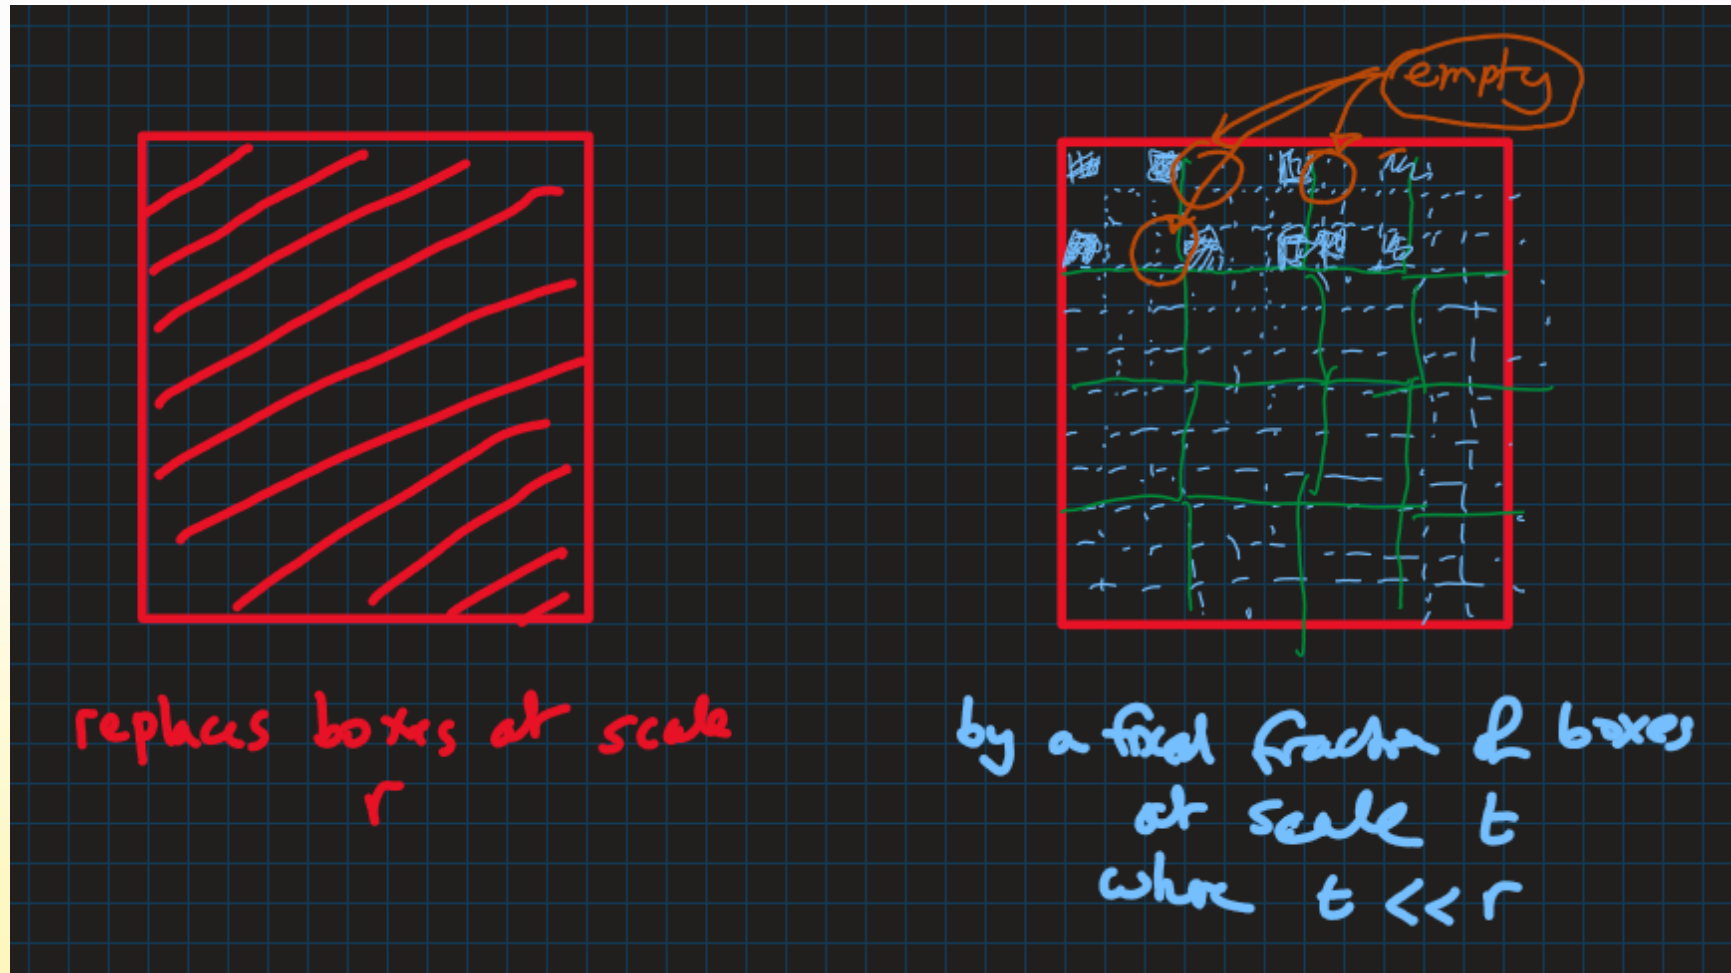 empty
replaces boxes at scale
r
by a fixed fraction of boxes
at scale t
where t << r